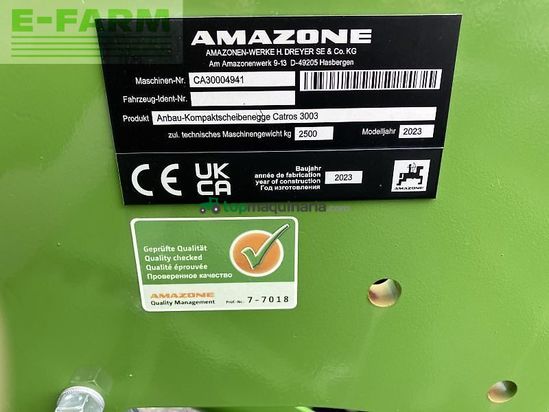 E-FARM
AMAZONE
AMAZONEN-WERKE H. DREYER SE & Co. KG
Am Amazonenwerk 9-13 D-49205 Hasbergen
Maschinen-Nr. CA30004941
Fahrzeug-Ident-Nr.
Produkt Anbau-Kompaktscheibenegge Catros 3003
zul. technisches Maschinengewicht kg 2500 Modelljahr 2023
CE UK CA
Baujahr
année de fabrication
year of construction
Год изготовления
2023
AMAZONE
topmaquinaria.com
Geprüfte Qualität
Quality checked
Qualité éprouvée
Проверенное качество
AMAZONE
Quality Management
Prüf.-Nr.: 7-7018